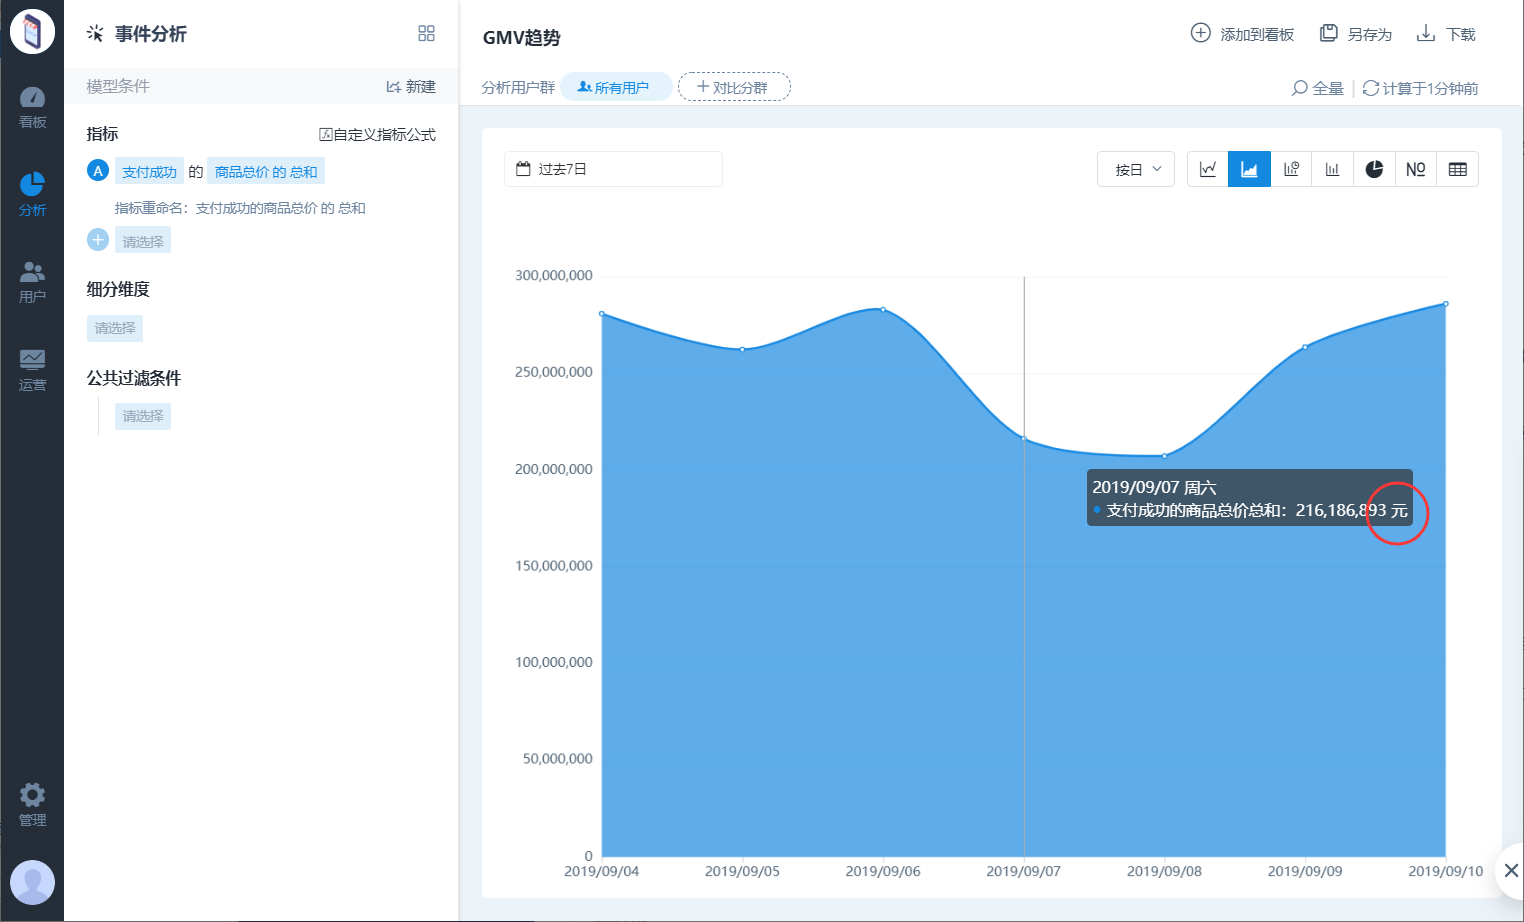 看板
分析
用户
运营
管理
事件分析
模型条件 新建
指标 自定义指标公式
A 支付成功 的 商品总价 的 总和
指标重命名：支付成功的商品总价 的 总和
请选择
细分维度
请选择
公共过滤条件
请选择
GMV趋势
添加到看板 另存为 下载
分析用户群 所有用户 对比分群
全量 计算于1分钟前
过去7日
按日
NO
300,000,000
250,000,000
200,000,000
150,000,000
100,000,000
50,000,000
0
2019/09/07 周六
支付成功的商品总价总和：216,186,893 元
2019/09/04 2019/09/05 2019/09/06 2019/09/07 2019/09/08 2019/09/09 2019/09/10